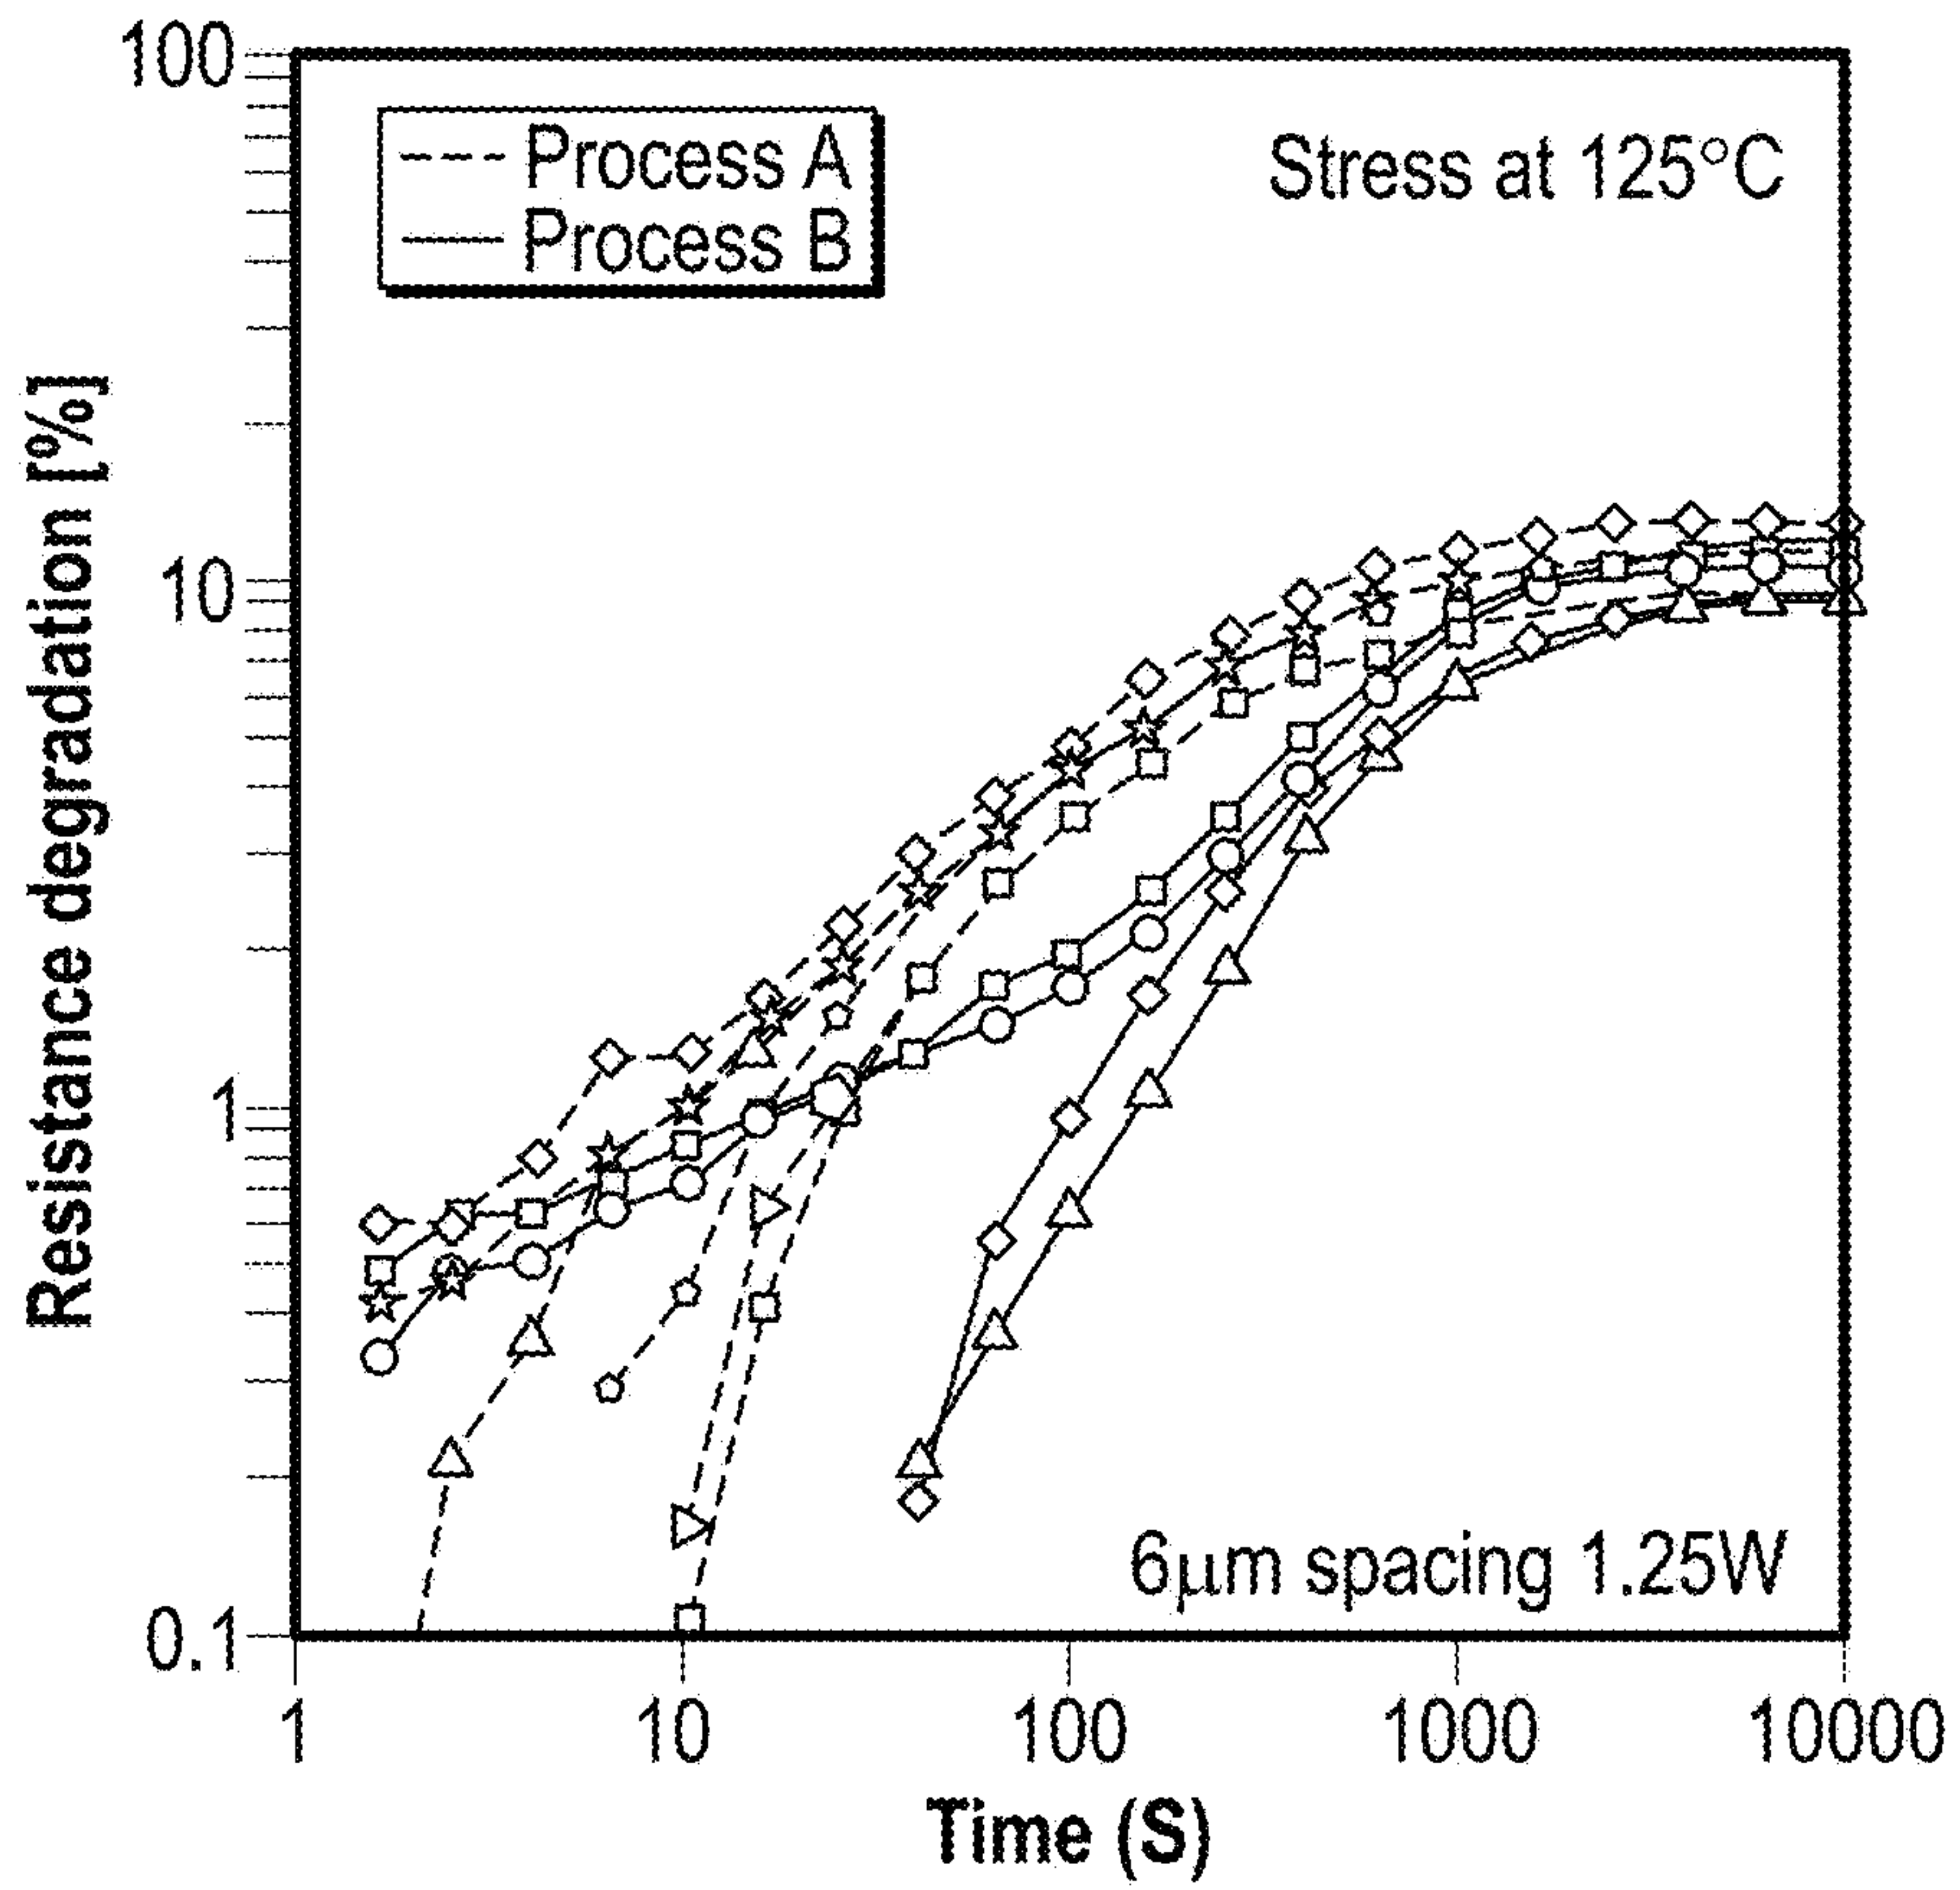 100
Process A
Process B
Stress at 125°C
Resistance degradation [%]
10
1
6μm spacing 1.25W
0.1
1 10 100 1000 10000
Time (S)